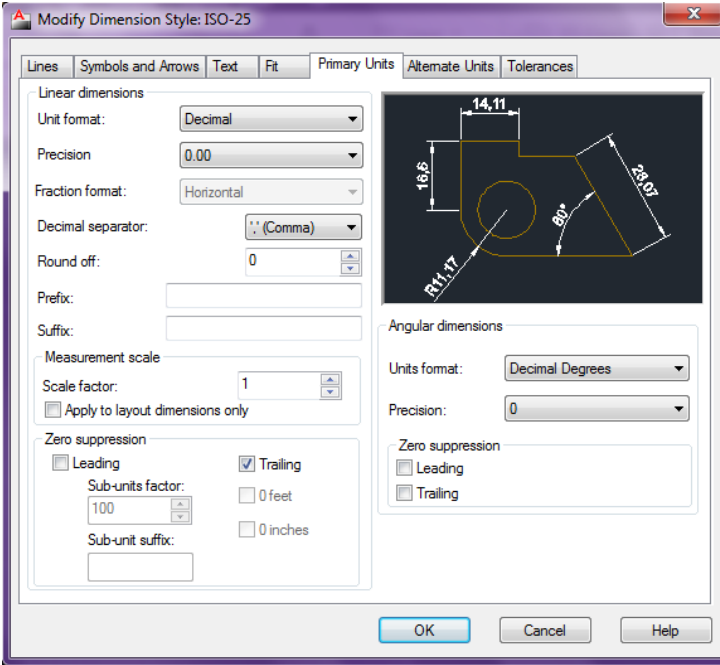 Modify Dimension Style: ISO-25
Lines Symbols and Arrows Text Fit Primary Units Alternate Units Tolerances
Linear dimensions
Unit format: Decimal
Precision 0.00
Fraction format: Horizontal
Decimal separator: ',' (Comma)
Round off: 0
Prefix:
Suffix:
Measurement scale
Scale factor: 1
Apply to layout dimensions only
Zero suppression
Leading
Trailing
Sub-units factor:
100
0 feet
0 inches
Sub-unit suffix:
14,11
16,6
28,07
60°
R11,17
Angular dimensions
Units format: Decimal Degrees
Precision: 0
Zero suppression
Leading
Trailing
OK Cancel Help